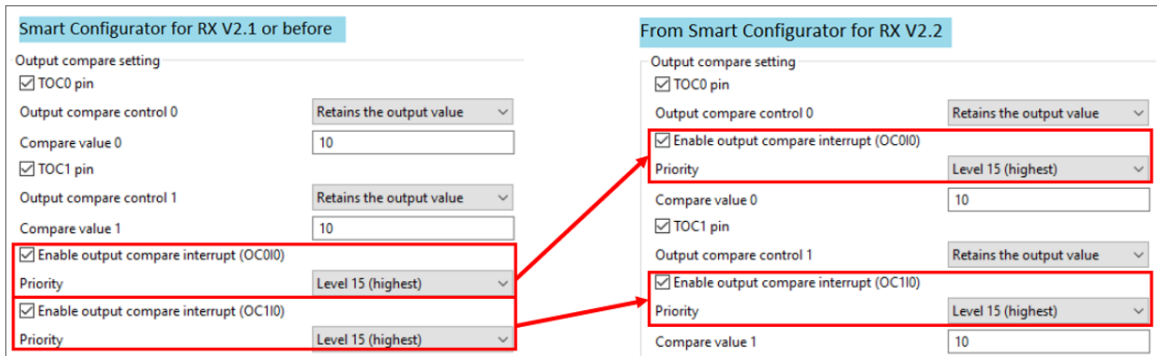 Smart Configurator for RX V2.1 or before
Output compare setting
TOC0 pin
Output compare control 0 Retains the output value
Compare value 0 10
TOC1 pin
Output compare control 1 Retains the output value
Compare value 1 10
Enable output compare interrupt (OC0I0)
Priority Level 15 (highest)
Enable output compare interrupt (OC1I0)
Priority Level 15 (highest)
From Smart Configurator for RX V2.2
Output compare setting
TOC0 pin
Output compare control 0 Retains the output value
Enable output compare interrupt (OC0I0)
Priority Level 15 (highest)
Compare value 0 10
TOC1 pin
Output compare control 1 Retains the output value
Enable output compare interrupt (OC1I0)
Priority Level 15 (highest)
Compare value 1 10